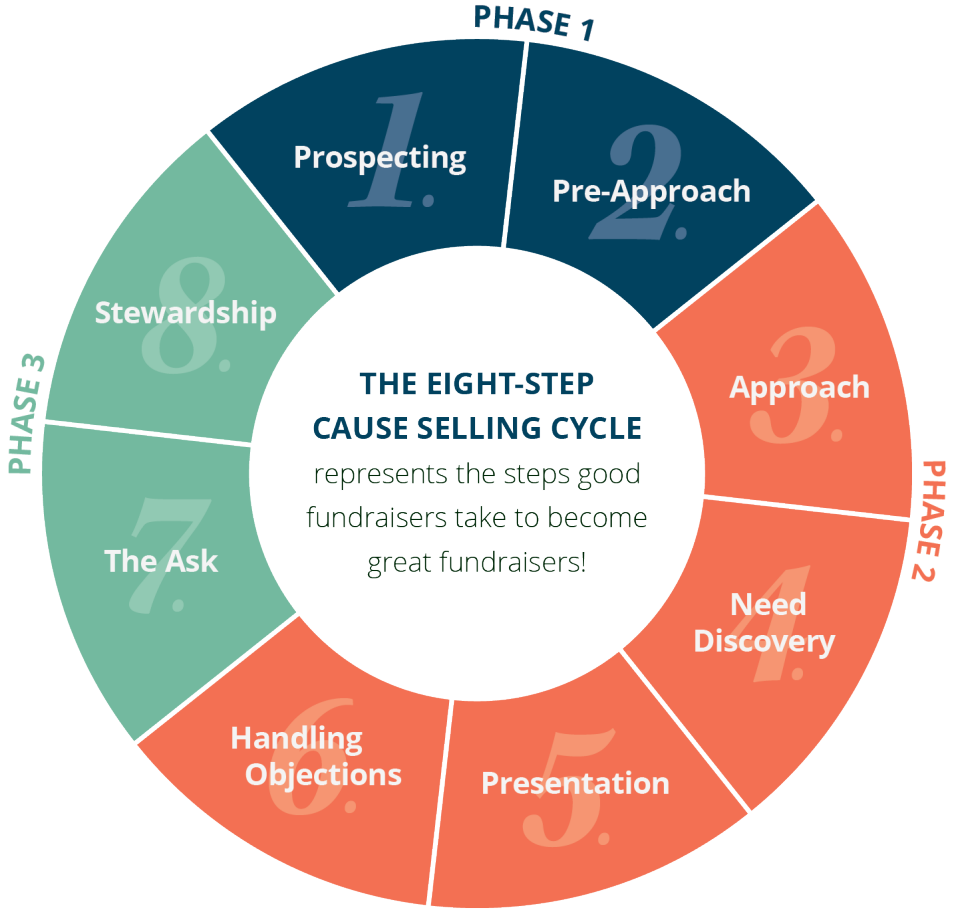 PHASE 1
1.
Prospecting
2.
Pre-Approach
PHASE 2
3.
Approach
4.
Need
Discovery
5.
Presentation
6.
Handling
Objections
PHASE 3
7.
The Ask
8.
Stewardship
THE EIGHT-STEP
CAUSE SELLING CYCLE
represents the steps good
fundraisers take to become
great fundraisers!